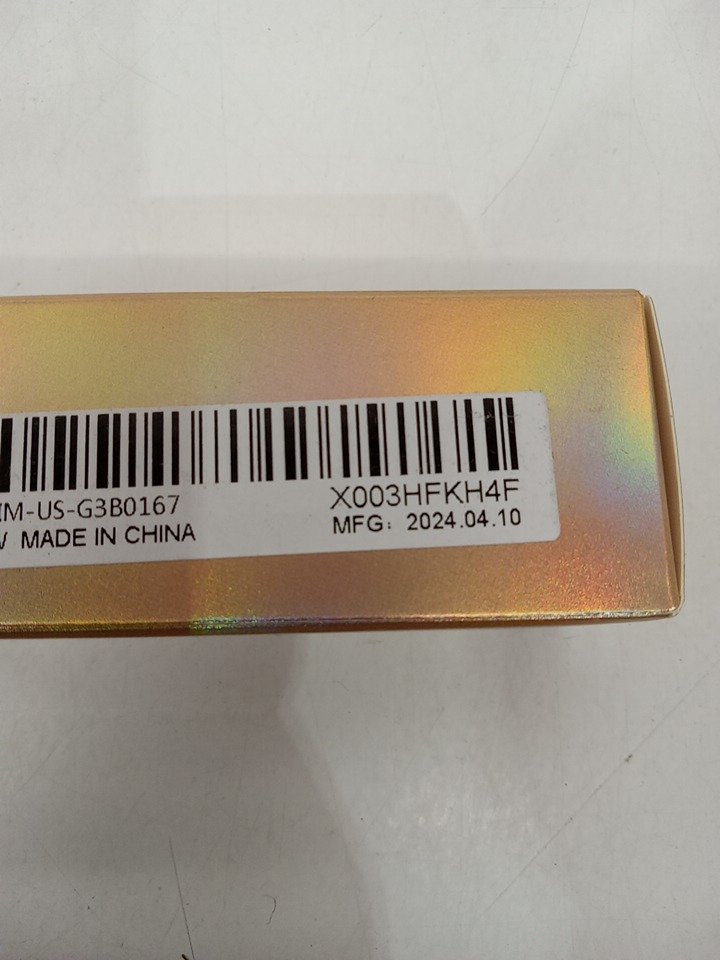 IM-US-G3B0167
X003HFKH4F
MADE IN CHINA
MFG: 2024.04.10